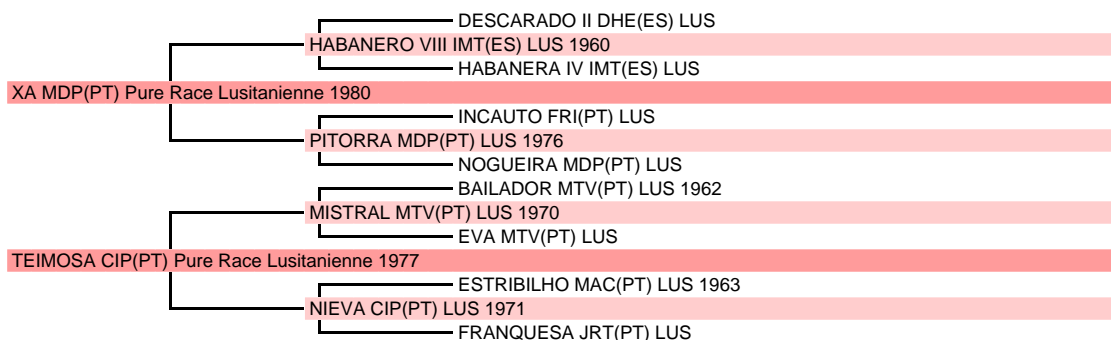 DESCARADO II DHE(ES) LUS
HABANERO VIII IMT(ES) LUS 1960
HABANERA IV IMT(ES) LUS
XA MDP(PT) Pure Race Lusitanienne 1980
INCAUTO FRI(PT) LUS
PITORRA MDP(PT) LUS 1976
NOGUEIRA MDP(PT) LUS
BAILADOR MTV(PT) LUS 1962
MISTRAL MTV(PT) LUS 1970
EVA MTV(PT) LUS
TEIMOSA CIP(PT) Pure Race Lusitanienne 1977
ESTRIBILHO MAC(PT) LUS 1963
NIEVA CIP(PT) LUS 1971
FRANQUESA JRT(PT) LUS